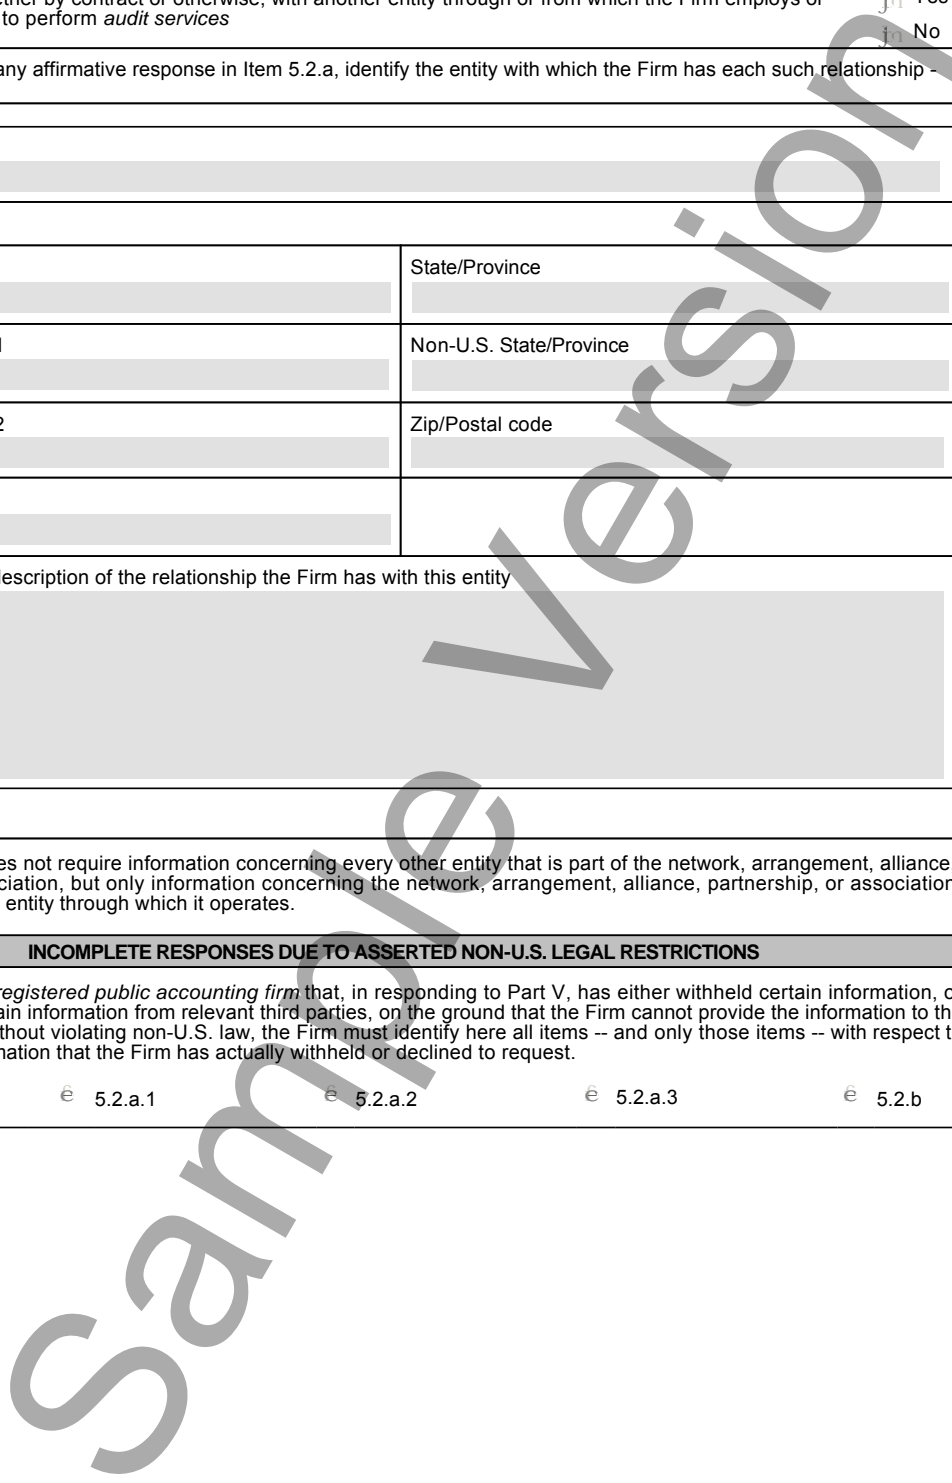 by contract or otherwise, with another entity through or from which the Firm employs or
to perform audit services
No
any affirmative response in Item 5.2.a, identify the entity with which the Firm has each such relationship -
State/Province
Non-U.S. State/Province
2
Zip/Postal code
description of the relationship the Firm has with this entity
not require information concerning every other entity that is part of the network, arrangement, alliance
but only information concerning the network, arrangement, alliance, partnership, or association
entity through which it operates.
INCOMPLETE RESPONSES DUE TO ASSERTED NON-U.S. LEGAL RESTRICTIONS
registered public accounting firm that, in responding to Part V, has either withheld certain information, o
information from relevant third parties, on the ground that the Firm cannot provide the information to th
without violating non-U.S. law, the Firm must identify here all items -- and only those items -- with respect t
that the Firm has actually withheld or declined to request.
5.2.a.1 5.2.a.2 5.2.a.3 5.2.b
Sample Version